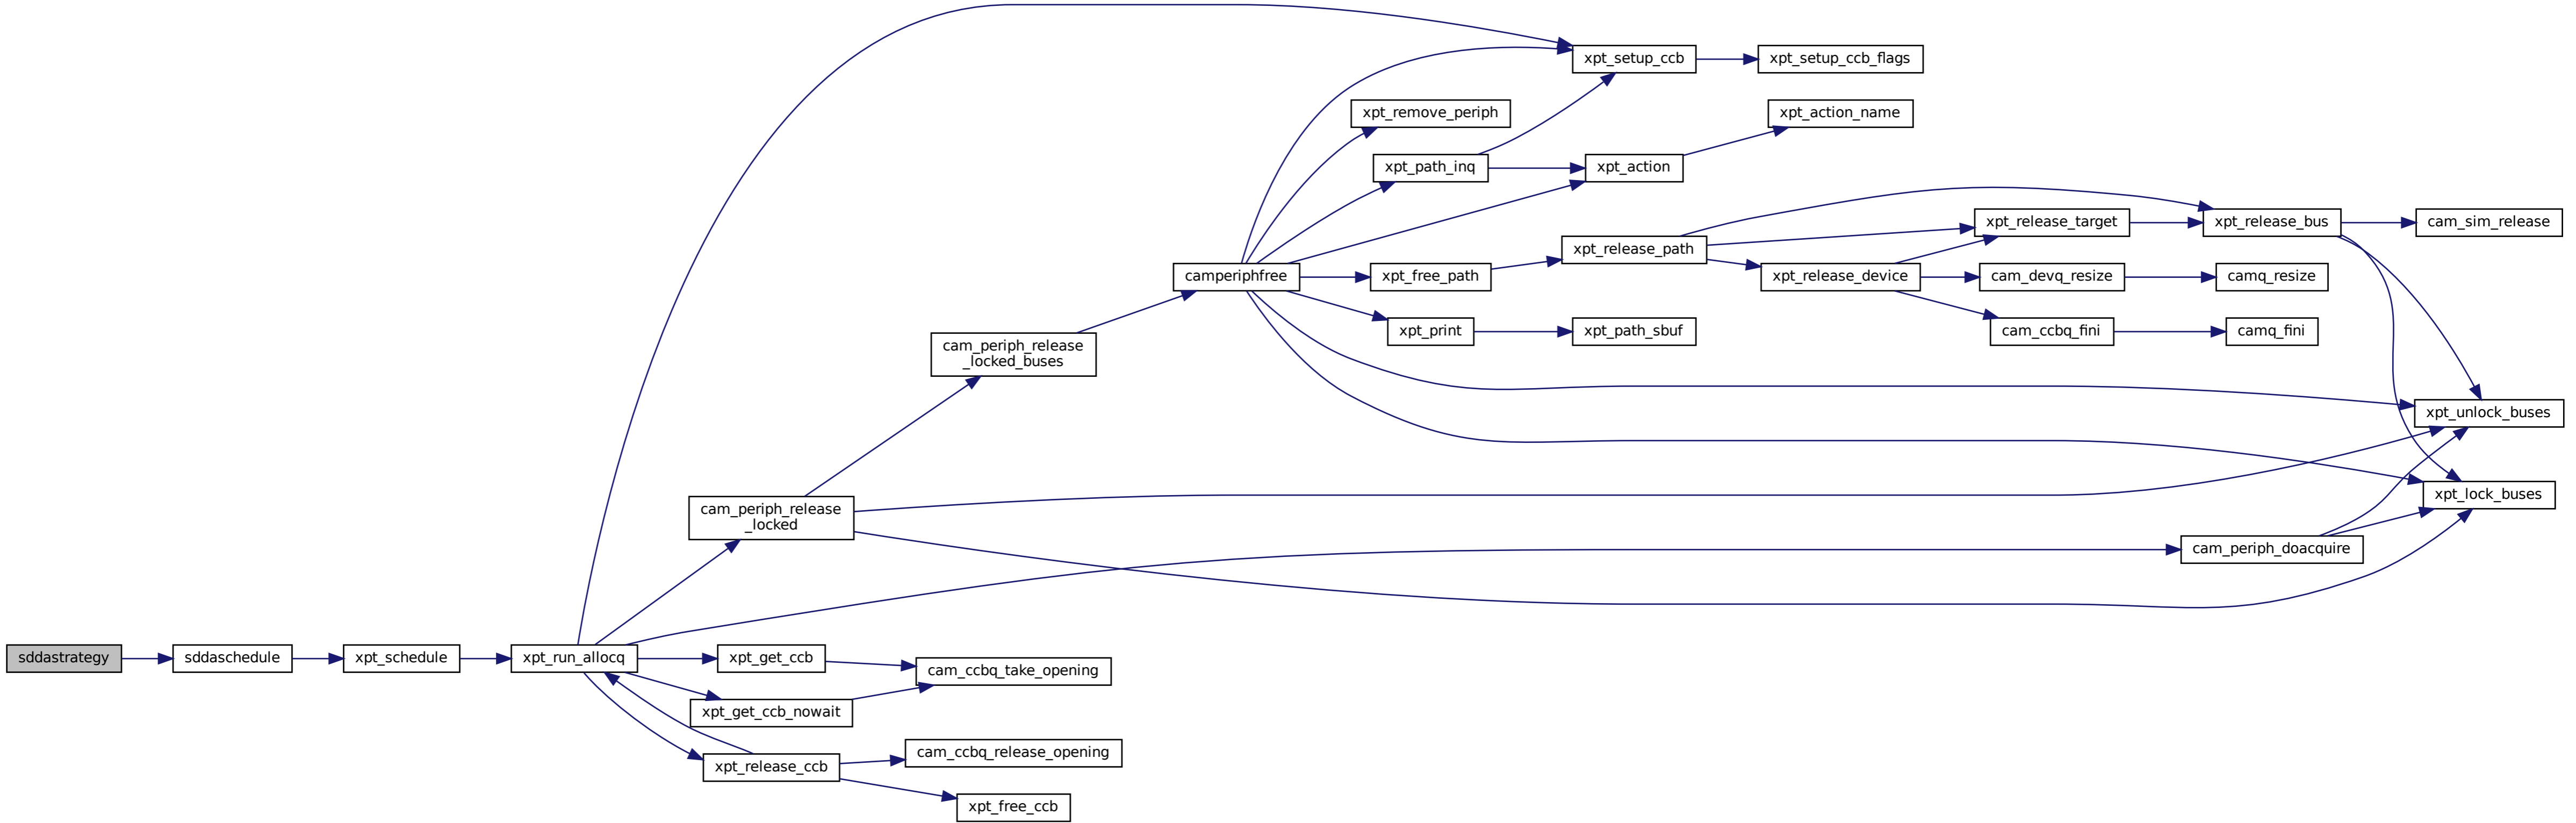 xpt_setup_ccb
xpt_setup_ccb_flags
xpt_remove_periph
xpt_action_name
xpt_path_inq
xpt_action
xpt_release_target
xpt_release_bus
cam_sim_release
xpt_release_path
camperiphfree
xpt_free_path
xpt_release_device
cam_devq_resize
camq_resize
xpt_print
xpt_path_sbuf
cam_ccbq_fini
camq_fini
cam_periph_release
_locked_buses
xpt_unlock_buses
cam_periph_release
_locked
xpt_lock_buses
cam_periph_doacquire
sddastrategy
sddaschedule
xpt_schedule
xpt_run_allocq
xpt_get_ccb
cam_ccbq_take_opening
xpt_get_ccb_nowait
cam_ccbq_release_opening
xpt_release_ccb
xpt_free_ccb